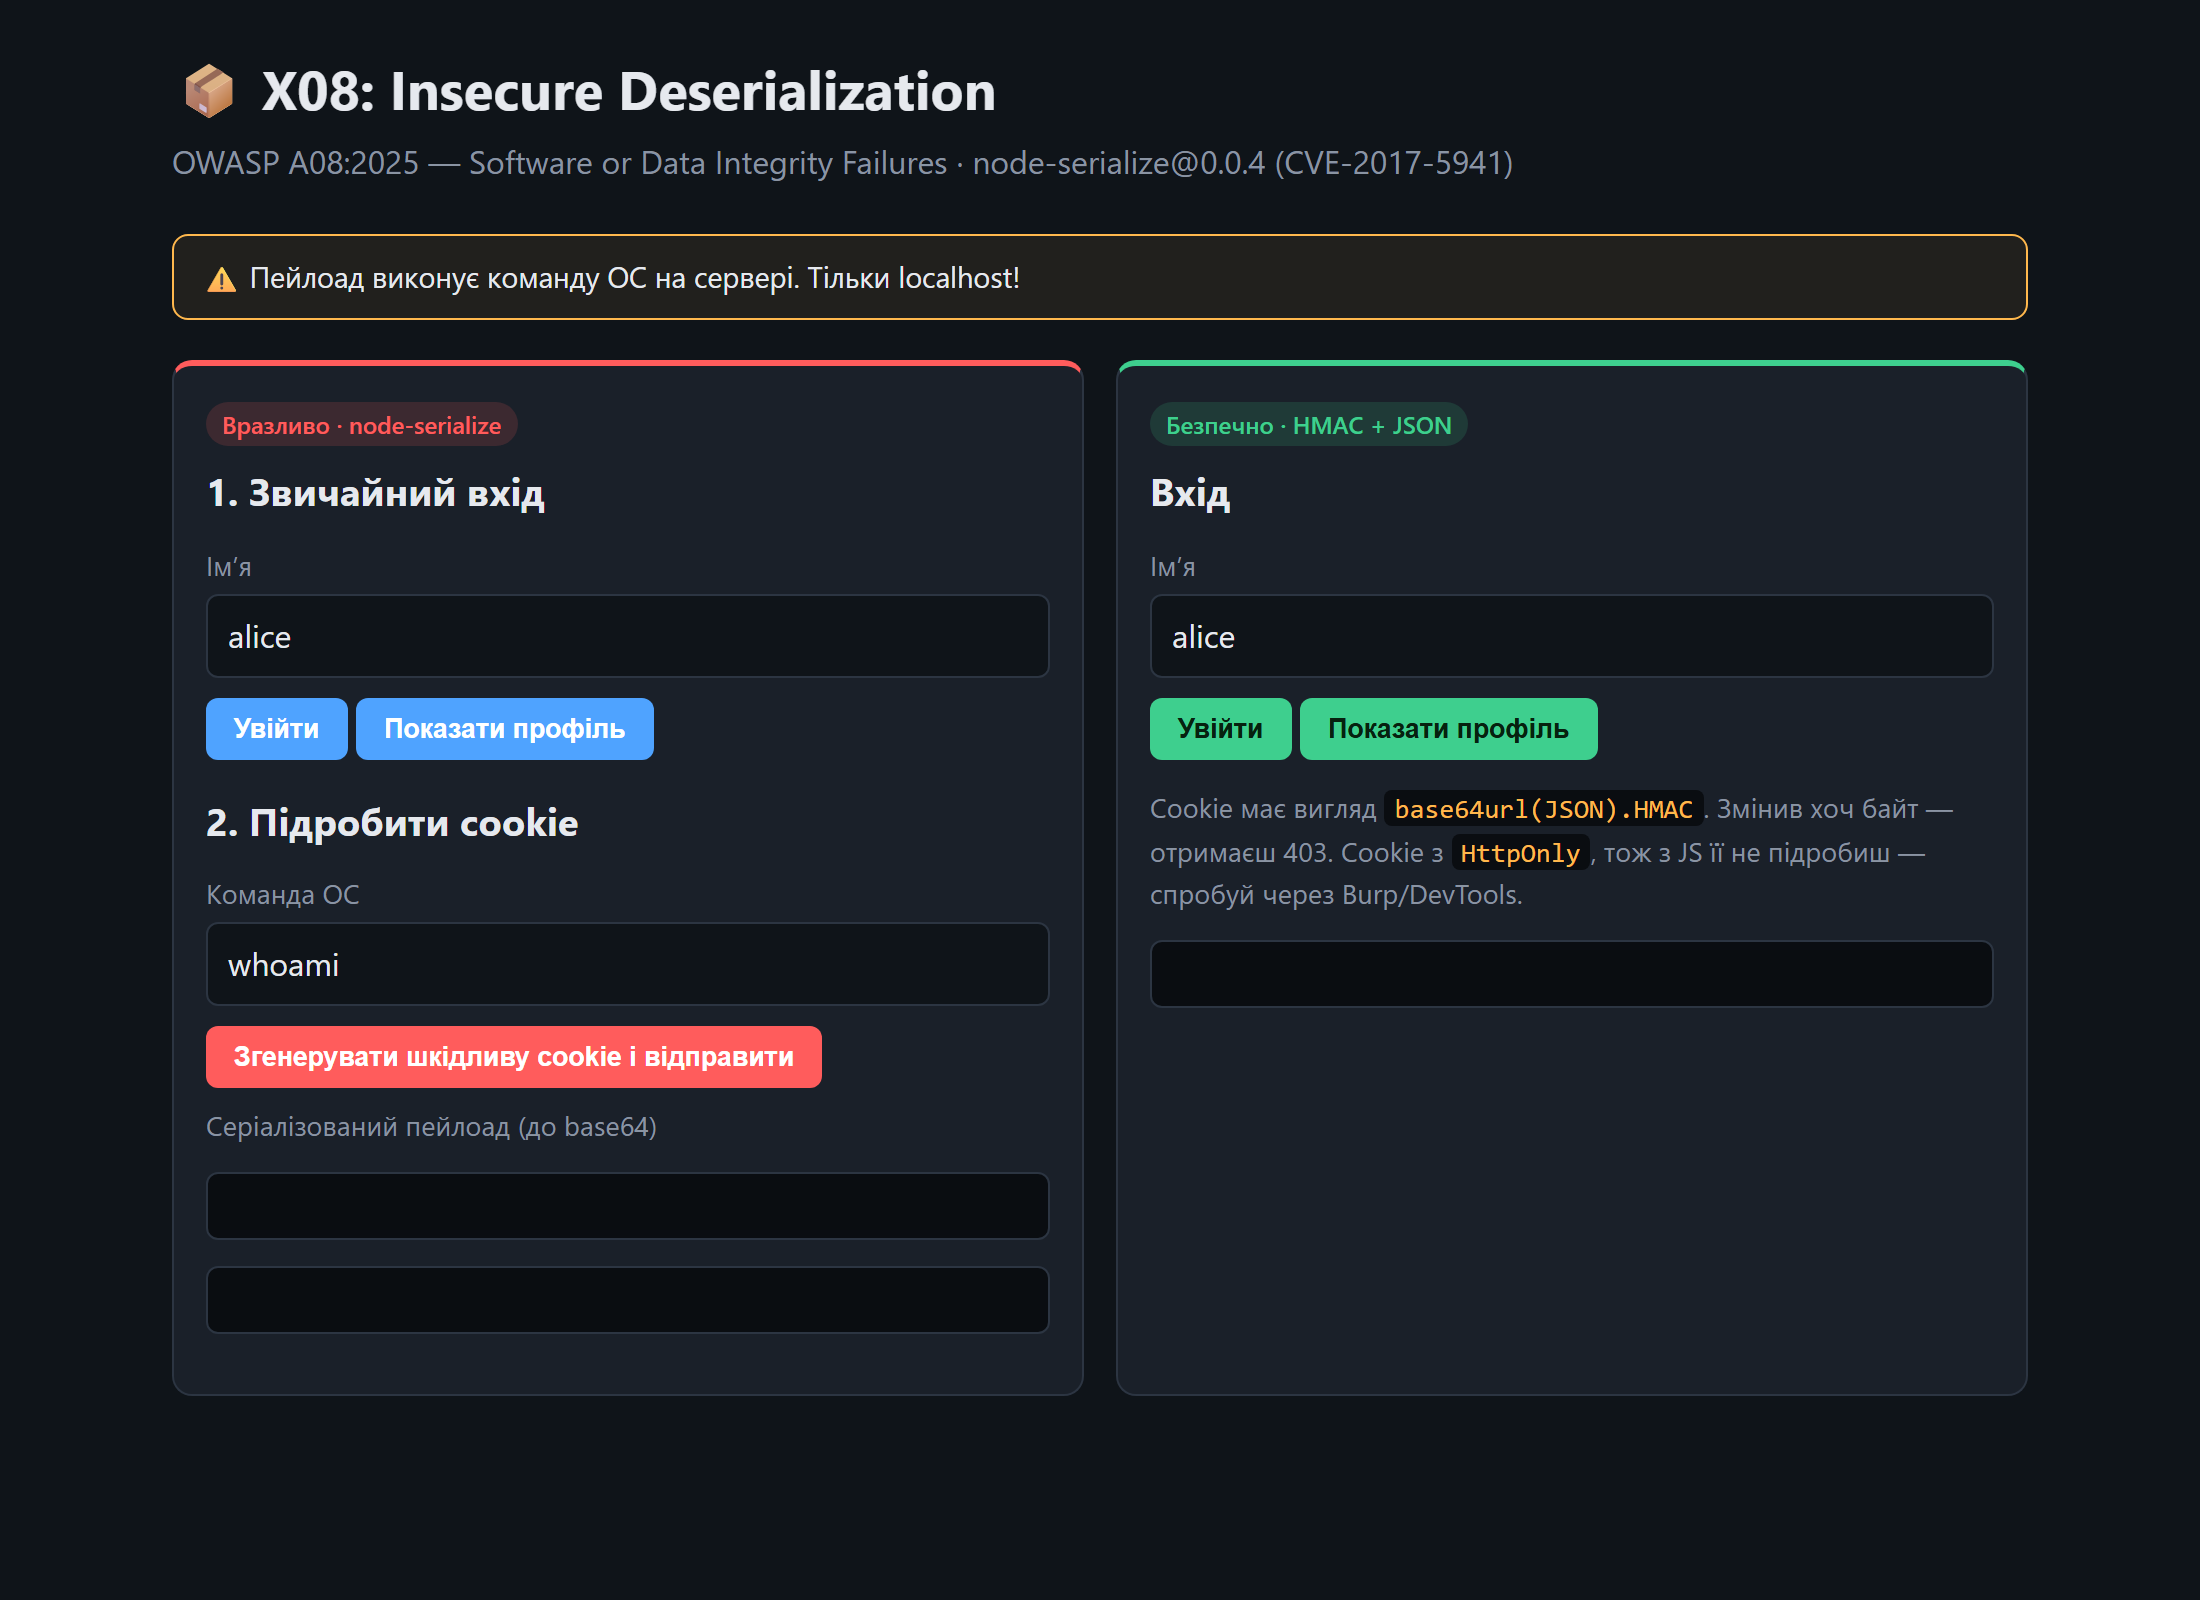 X08: Insecure Deserialization
OWASP A08:2025 — Software or Data Integrity Failures · node-serialize@0.0.4 (CVE-2017-5941)
Пейлоад виконує команду ОС на сервері. Тільки localhost!
Вразливо · node-serialize
1. Звичайний вхід
Ім’я
alice
Увійти Показати профіль
2. Підробити cookie
Команда ОС
whoami
Згенерувати шкідливу cookie і відправити
Серіалізований пейлоад (до base64)
Безпечно · HMAC + JSON
Вхід
Ім’я
alice
Увійти Показати профіль
Cookie має вигляд base64url(JSON).HMAC. Змінив хоч байт —
отримаєш 403. Cookie з HttpOnly, тож з JS її не підробиш —
спробуй через Burp/DevTools.